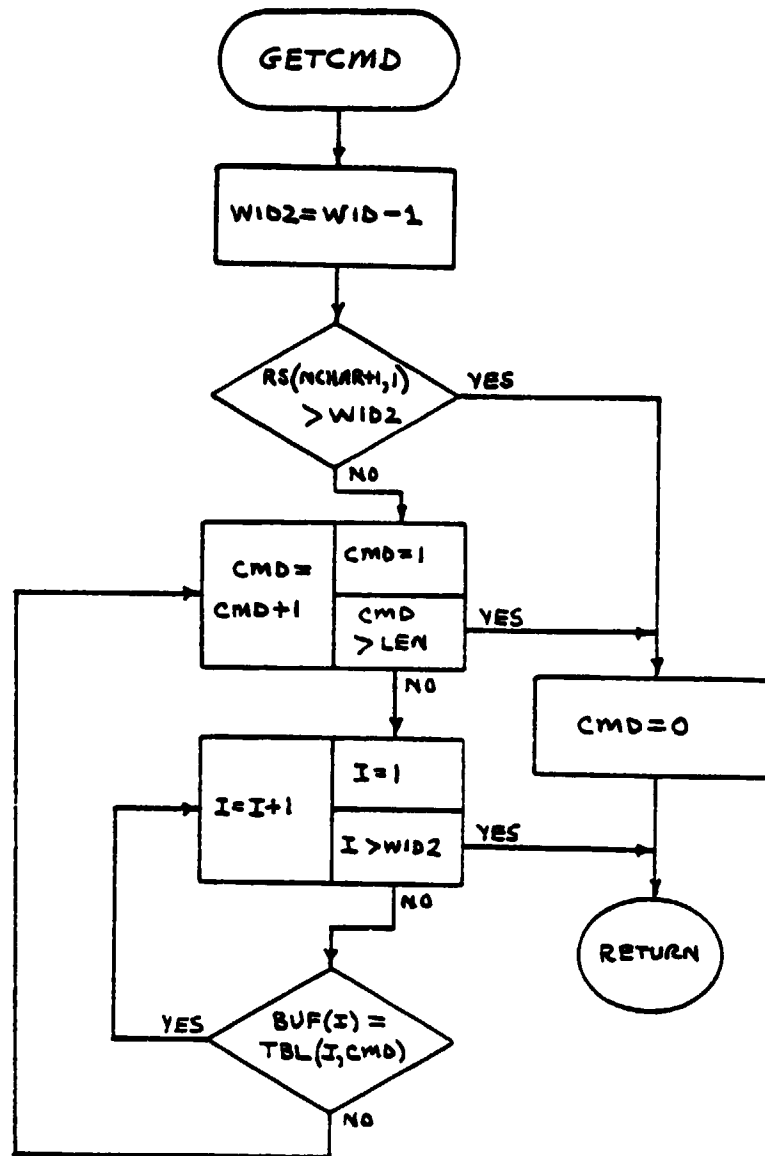 GETCMD
WID2=WID-1
RS(NCHAR+1,1)
>WID2
YES
NO
CMD=
CMD+1
CMD=1
CMD
>LEN
YES
NO
CMD=0
I=I+1
I=1
I>WID2
YES
NO
RETURN
BUF(I)=
TBL(I,CMD)
YES
NO